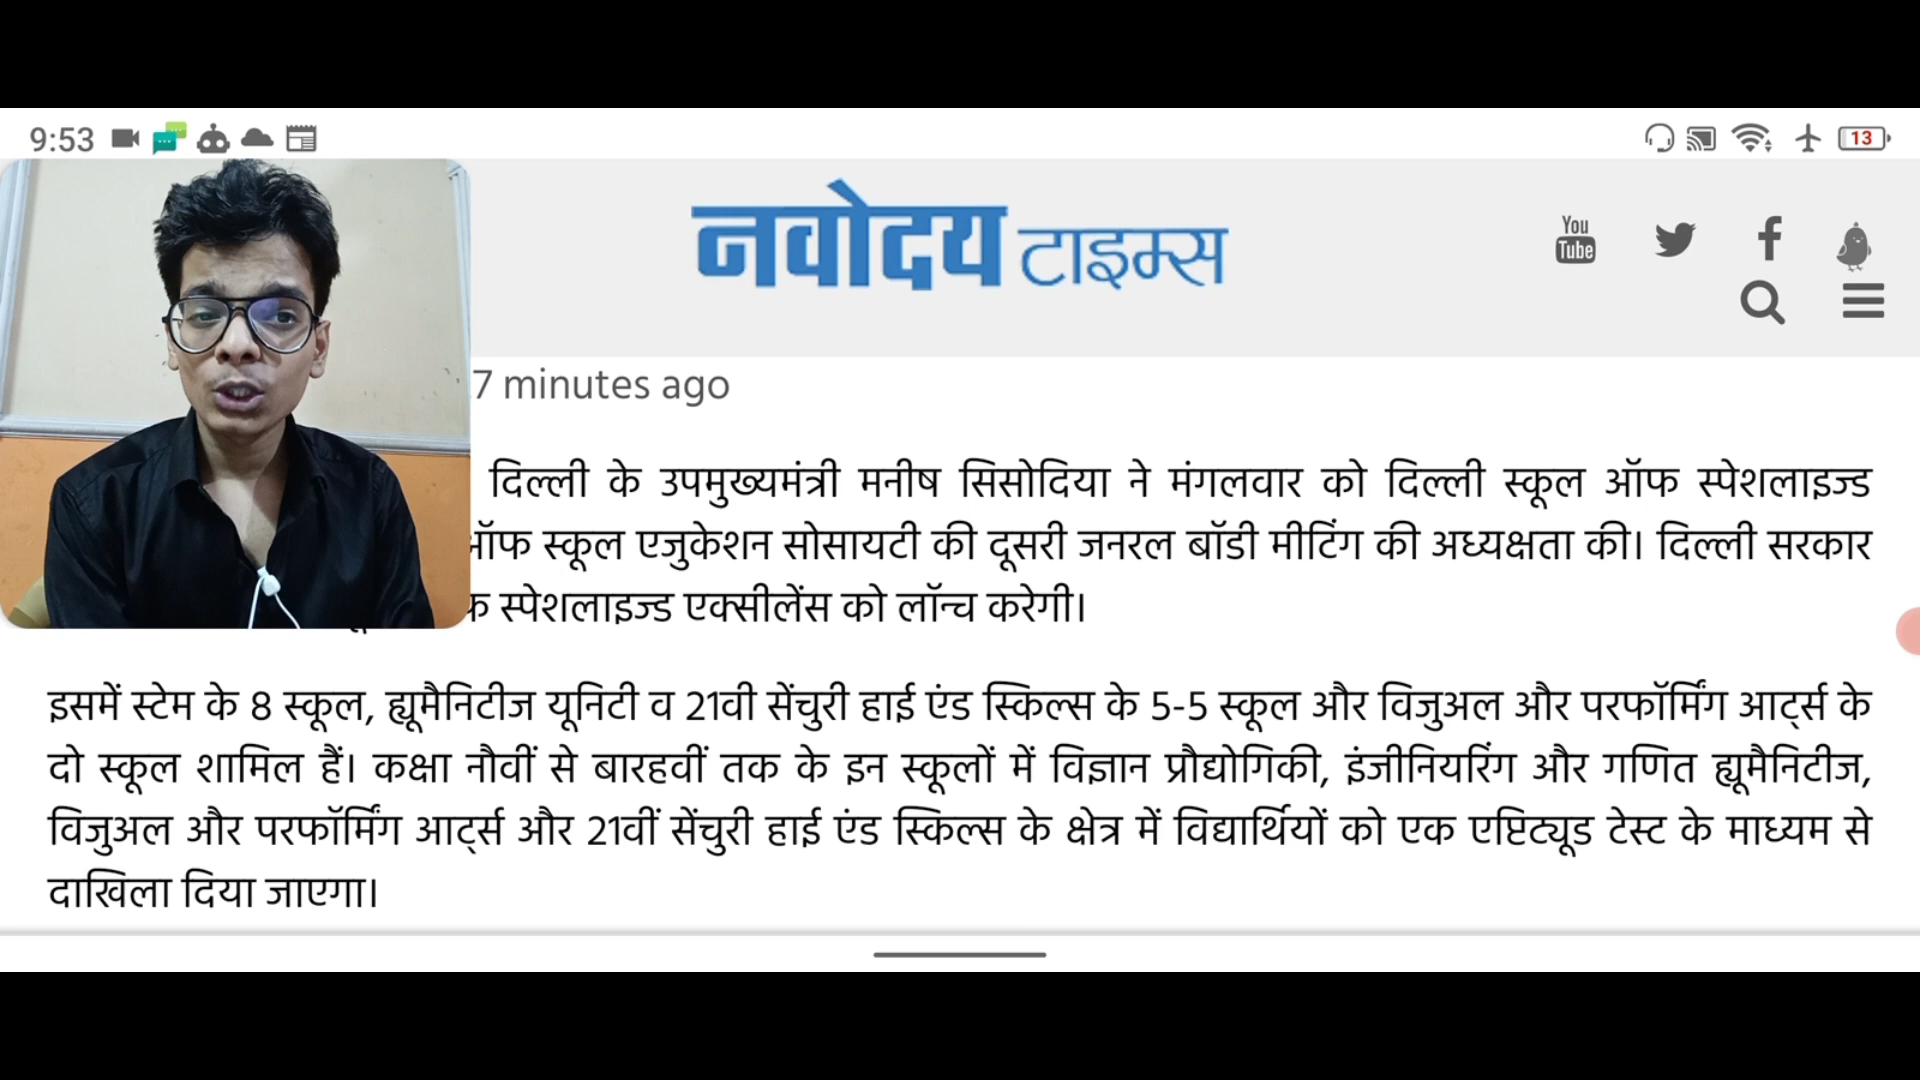 9:53
13
नवोदय टाइम्स
You
Tube
7 minutes ago
दिल्ली के उपमुख्यमंत्री मनीष सिसोदिया ने मंगलवार को दिल्ली स्कूल ऑफ स्पेशलाइज्ड
ऑफ स्कूल एजुकेशन सोसायटी की दूसरी जनरल बॉडी मीटिंग की अध्यक्षता की। दिल्ली सरकार
स्पेशलाइज्ड एक्सीलेंस को लॉन्च करेगी।
इसमें स्टेम के 8 स्कूल, ह्यूमैनिटीज यूनिटी व 21वी सेंचुरी हाई एंड स्किल्स के 5-5 स्कूल और विजुअल और परफॉर्मिंग आर्ट्स के
दो स्कूल शामिल हैं। कक्षा नौवीं से बारहवीं तक के इन स्कूलों में विज्ञान प्रौद्योगिकी, इंजीनियरिंग और गणित ह्यूमैनिटीज,
विजुअल और परफॉर्मिंग आर्ट्स और 21वीं सेंचुरी हाई एंड स्किल्स के क्षेत्र में विद्यार्थियों को एक एप्टिट्यूड टेस्ट के माध्यम से
दाखिला दिया जाएगा।